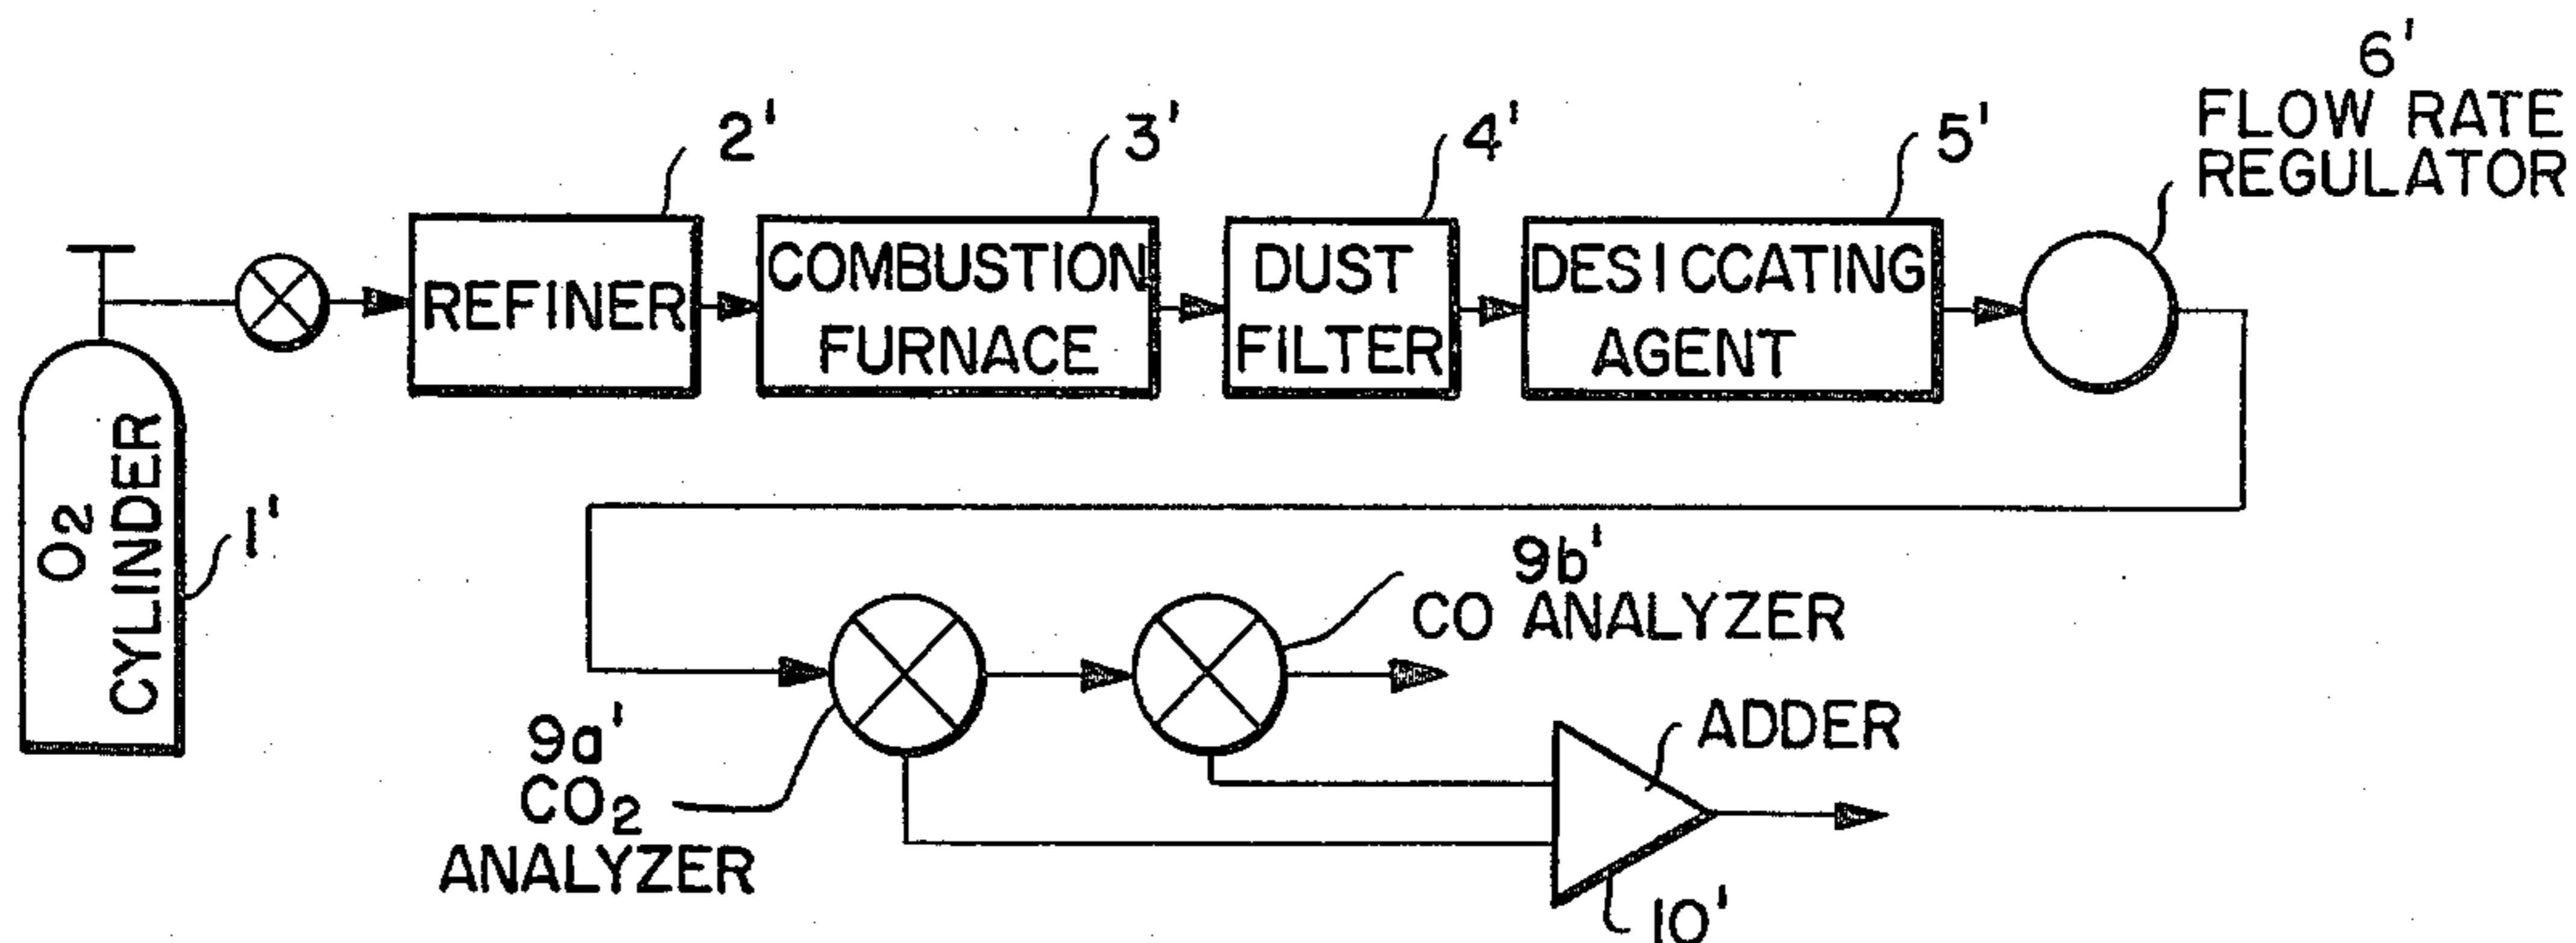 6'
FLOW RATE
REGULATOR
2'
3'
4'
5'
REFINER
COMBUSTION
FURNACE
DUST
FILTER
DESICCATING
AGENT
O2
CYLINDER
1'
9b'
CO ANALYZER
9a'
CO2
ANALYZER
ADDER
10'